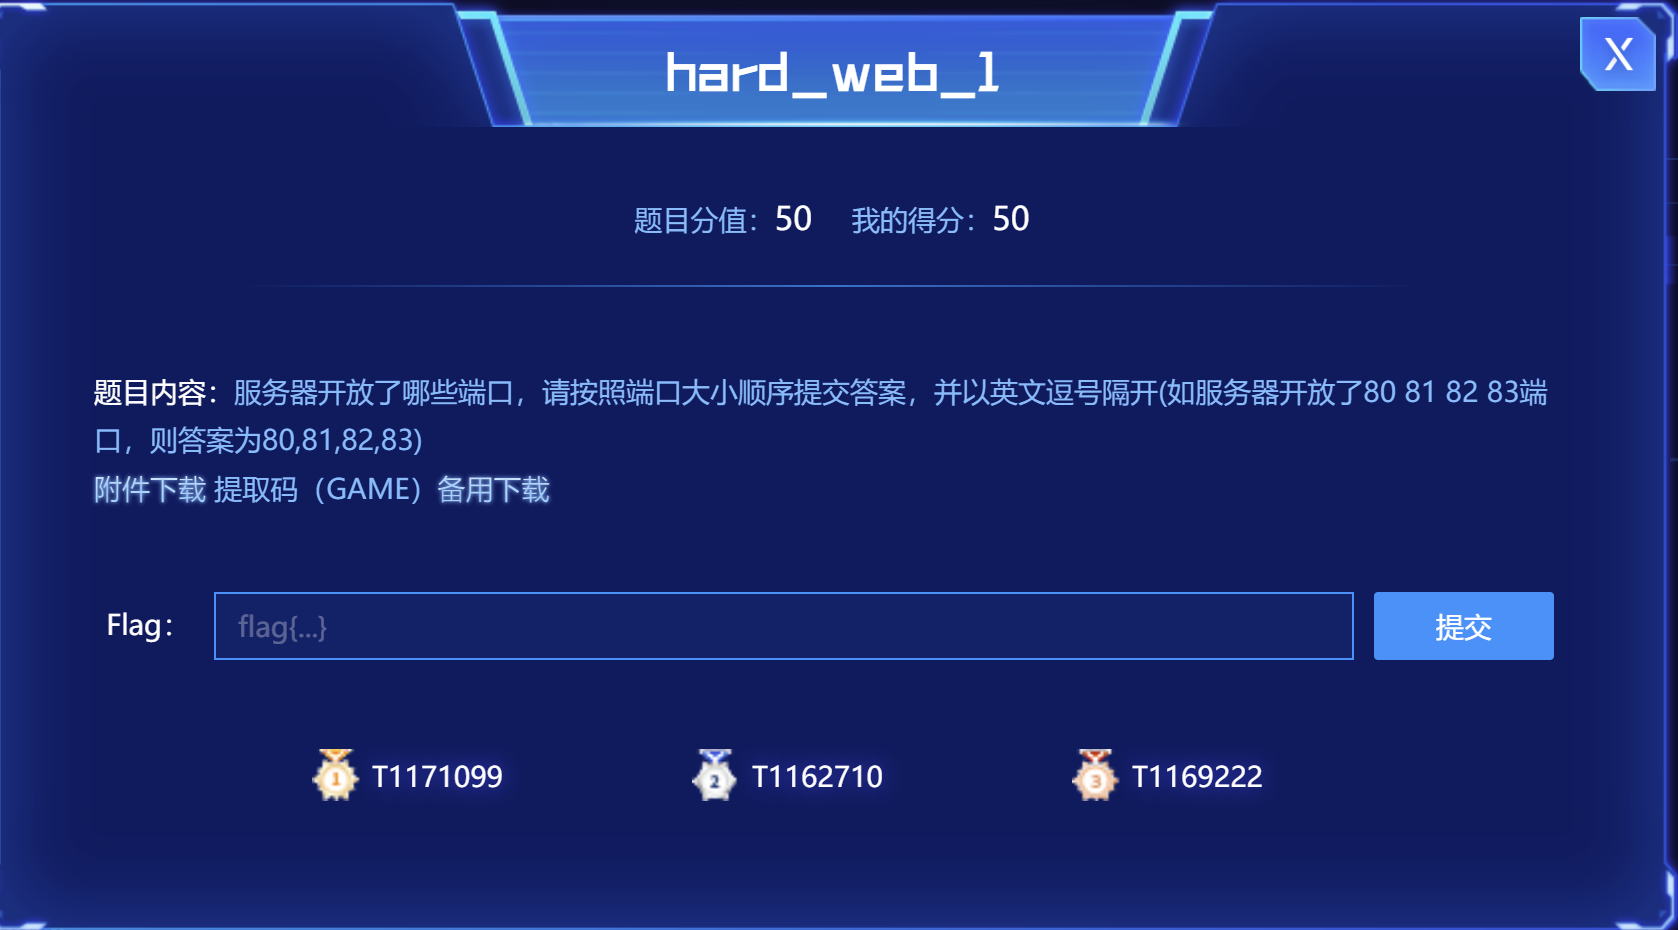 hard_web_1
X
题目分值：50 我的得分：50
题目内容：服务器开放了哪些端口，请按照端口大小顺序提交答案，并以英文逗号隔开(如服务器开放了80 81 82 83端
口，则答案为80,81,82,83)
附件下载 提取码（GAME）备用下载
Flag： flag{...} 提交
1 T1171099 2 T1162710 3 T1169222